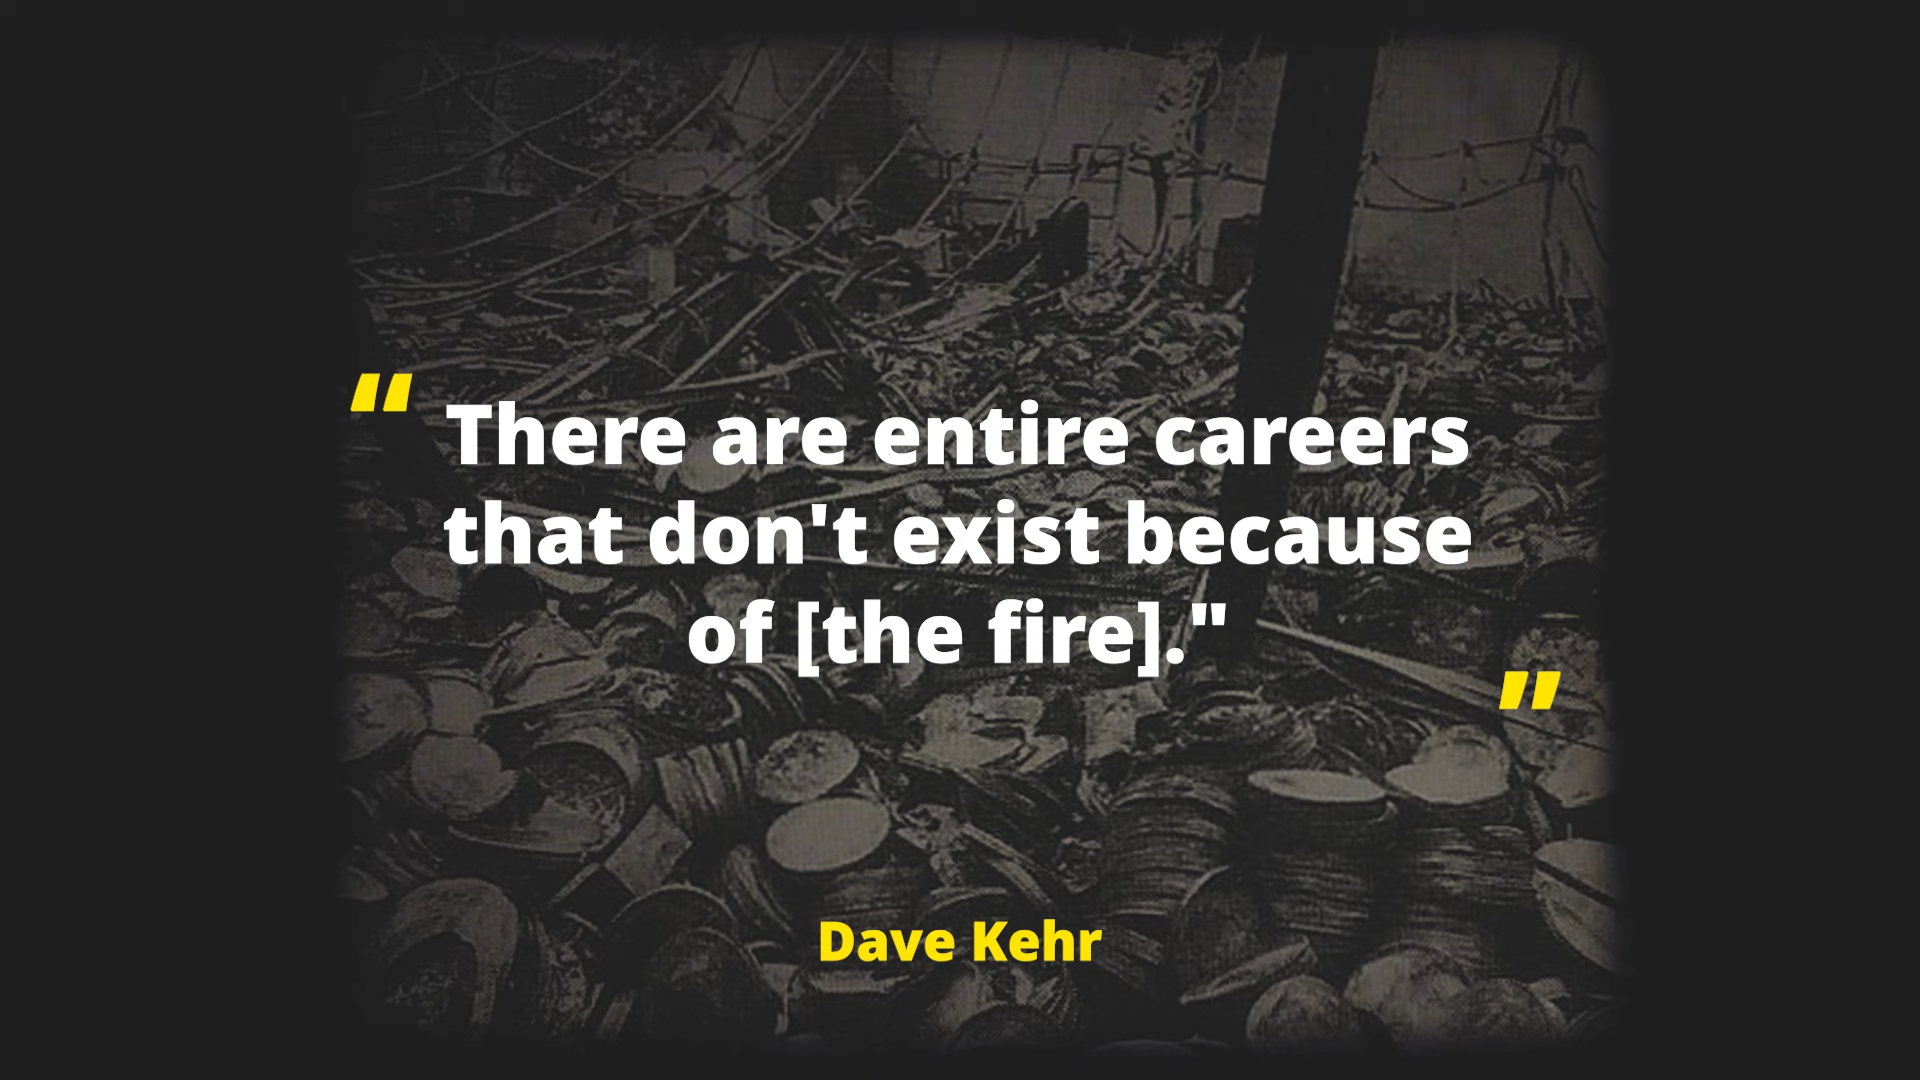 “
There are entire careers
that don't exist because
of [the fire]."
”
Dave Kehr